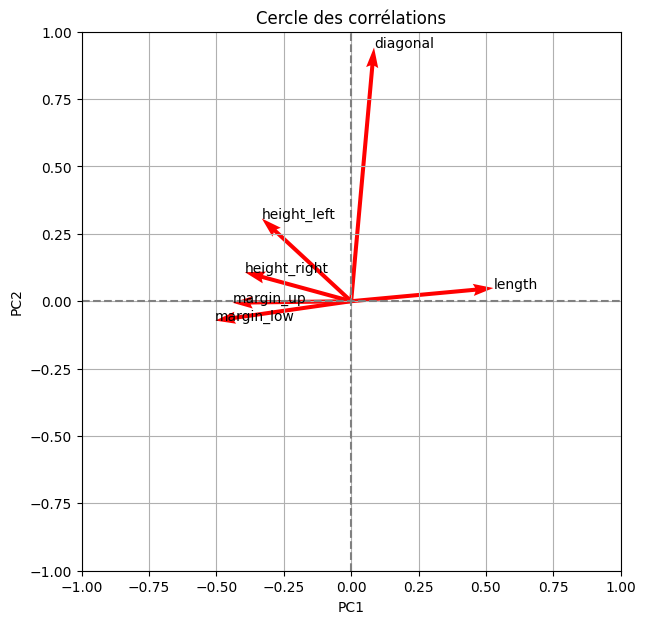 Cercle des corrélations
1.00
diagonal
0.75
0.50
height_left
0.25
height_right
length
margin_up
0.00
margin_low
PC2
−0.25
−0.50
−0.75
−1.00
−1.00 −0.75 −0.50 −0.25 0.00 0.25 0.50 0.75 1.00
PC1